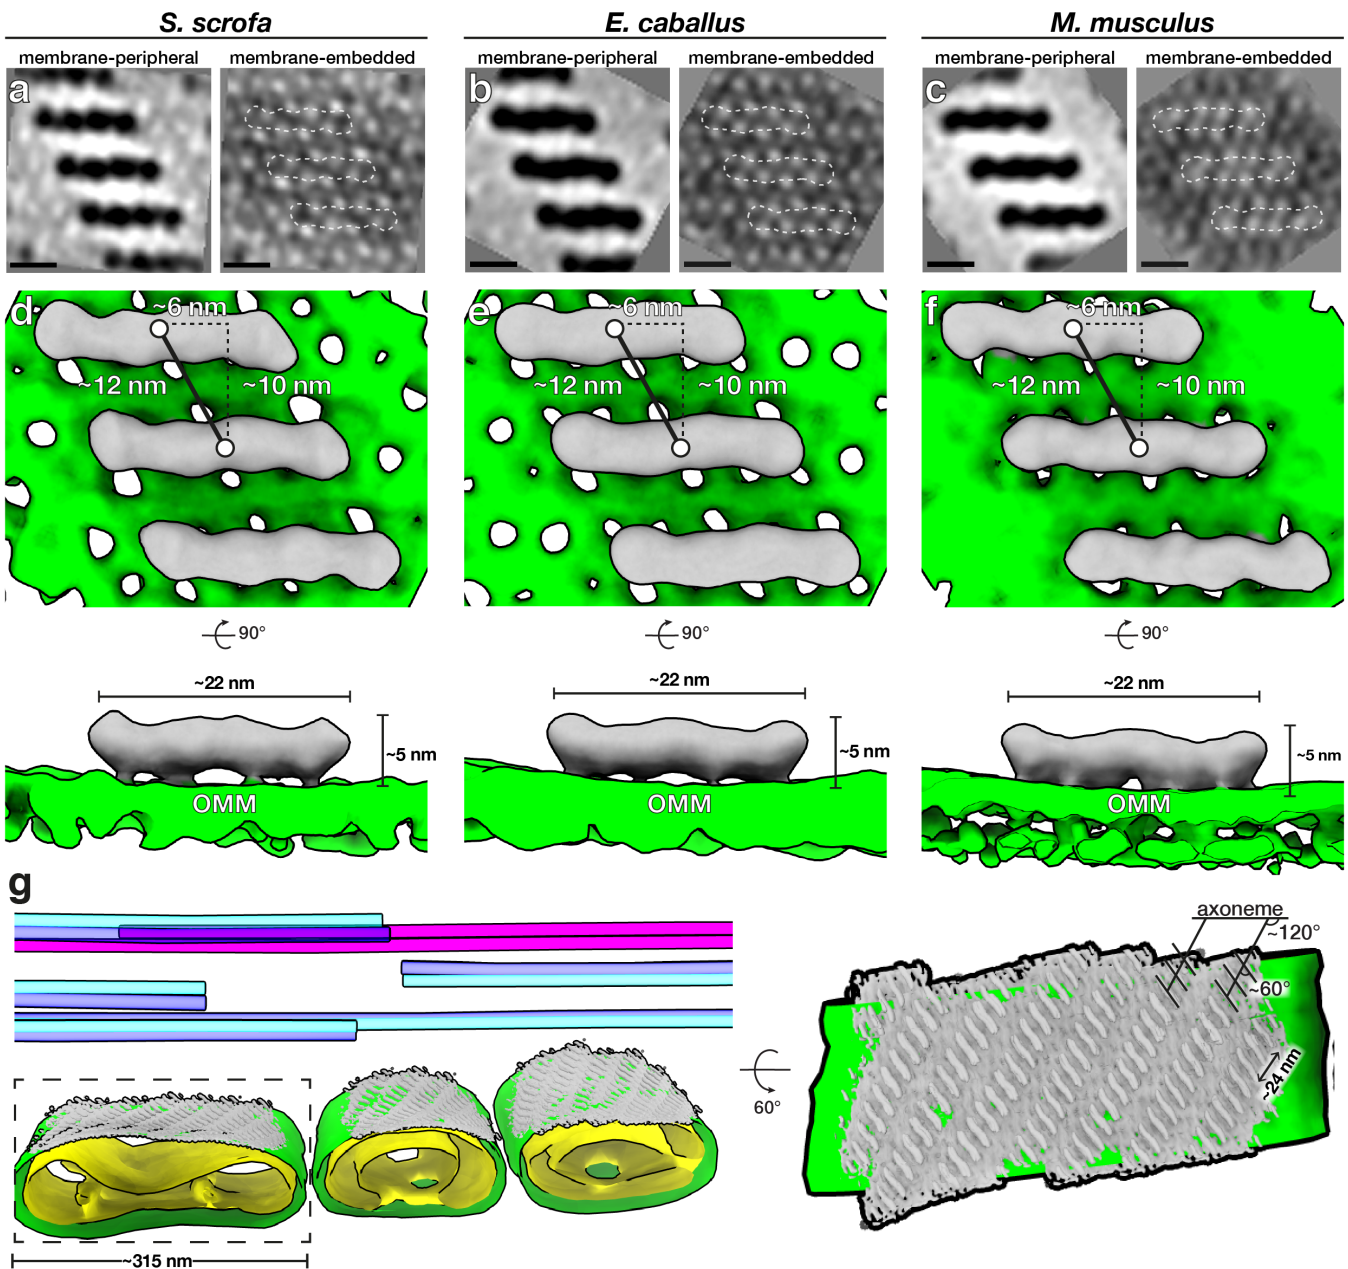 S. scrofa
E. caballus
M. musculus
membrane-peripheral
membrane-embedded
membrane-peripheral
membrane-embedded
membrane-peripheral
membrane-embedded
a
b
c
d
~6 nm
~12 nm
~10 nm
e
~6 nm
~12 nm
~10 nm
f
~6 nm
~12 nm
~10 nm
90°
90°
90°
~22 nm
~5 nm
OMM
~22 nm
~5 nm
OMM
~22 nm
~5 nm
OMM
g
axoneme
~120°
~60°
~24 nm
60°
~315 nm